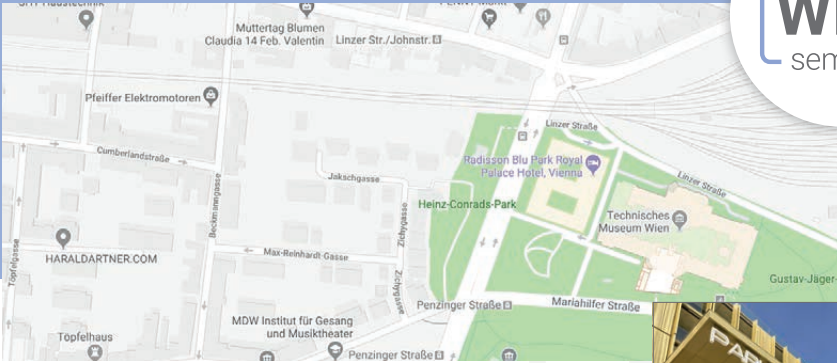 Muttertag Blumen
Claudia 14 Feb. Valentin
Linzer Str./Johnstr.
Pfeiffer Elektromotoren
Cumberlandstraße
Linzer Straße
Radisson Blu Park Royal
Palace Hotel, Vienna
Linzer Straße
Jakschgasse
Heinz-Conrads-Park
Technisches
Museum Wien
Beckmanngasse
Zichygasse
HARALDARTNER.COM
Max-Reinhardt-Gasse
Töpfelgasse
Zichygasse
Gustav-Jäger-
Penzinger Straße
Mariahilfer Straße
MDW Institut für Gesang
und Musiktheater
Topfelhaus
Penzinger Straße